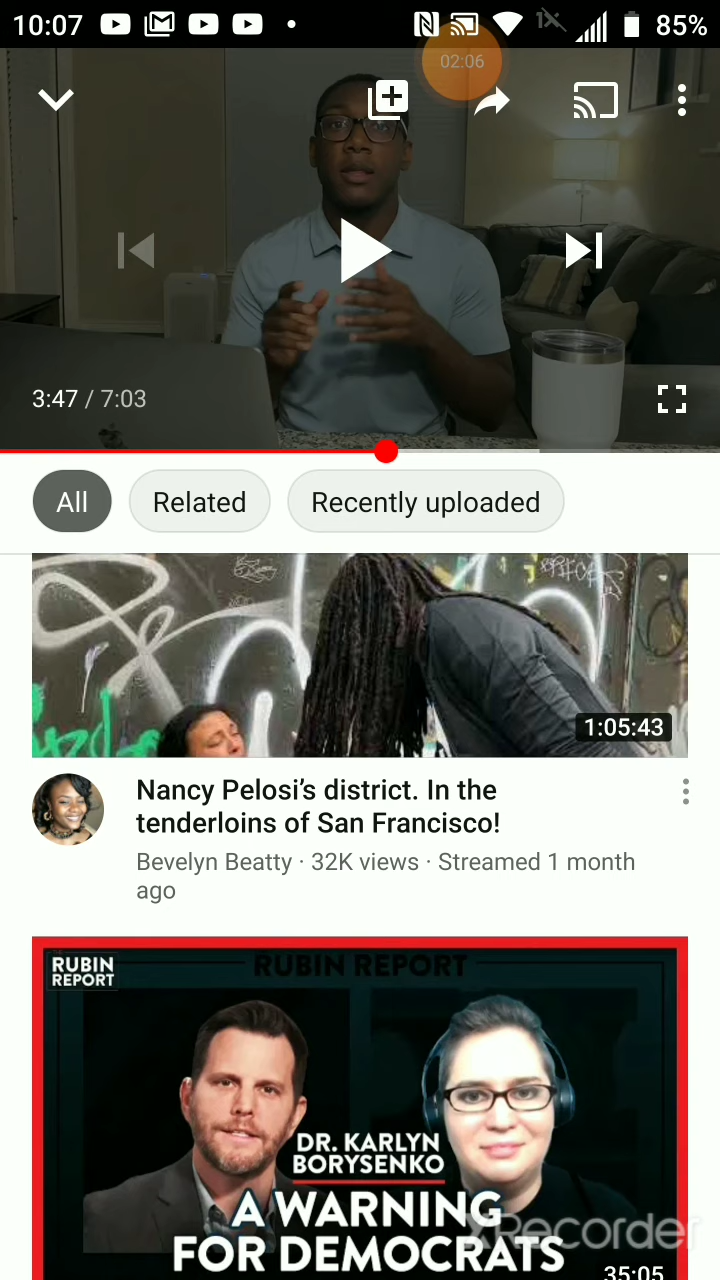 10:07
1X
85%
02:06
3:47 / 7:03
All
Related
Recently uploaded
1:05:43
Nancy Pelosi’s district. In the
tenderloins of San Francisco!
Bevelyn Beatty · 32K views · Streamed 1 month
ago
RUBIN
REPORT
RUBIN REPORT
DR. KARLYN
BORYSENKO
A WARNING
FOR DEMOCRATS
XRecorder
35:05